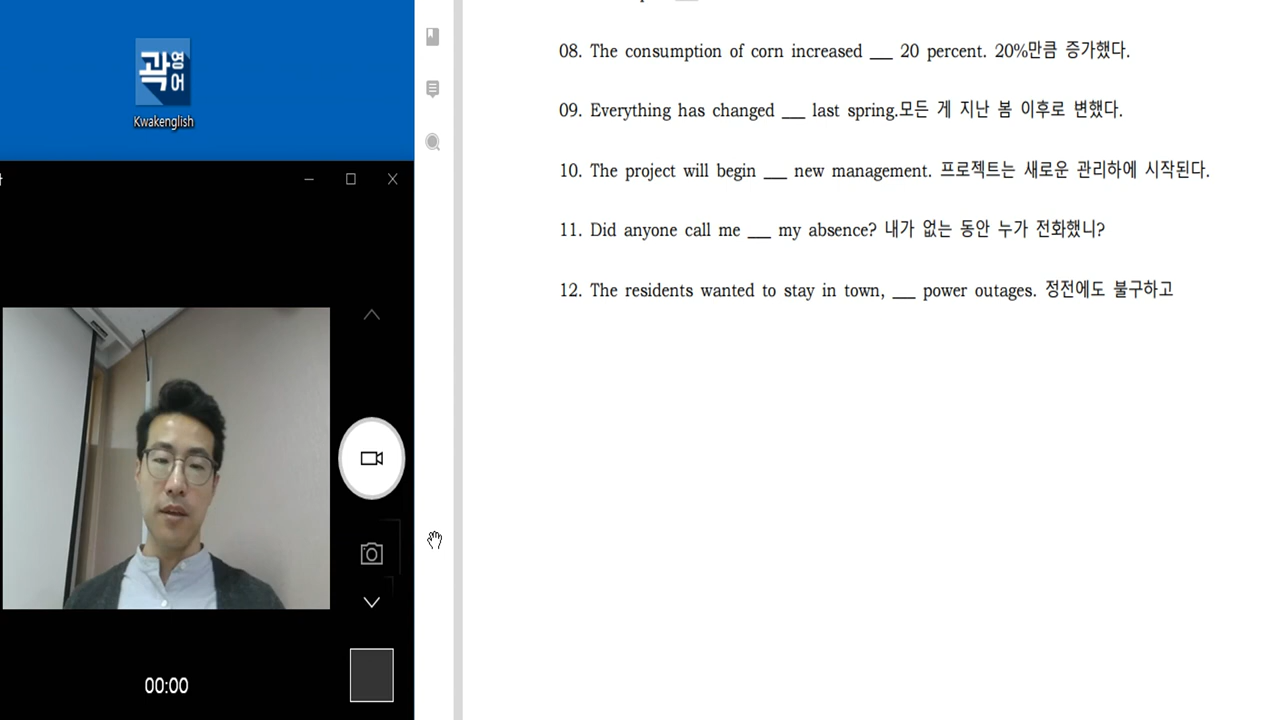 곽영어
Kwakenglish
00:00
08. The consumption of corn increased ___ 20 percent. 20%만큼 증가했다.
09. Everything has changed ___ last spring.모든 게 지난 봄 이후로 변했다.
10. The project will begin ___ new management. 프로젝트는 새로운 관리하에 시작된다.
11. Did anyone call me ___ my absence? 내가 없는 동안 누가 전화했니?
12. The residents wanted to stay in town, ___ power outages. 정전에도 불구하고